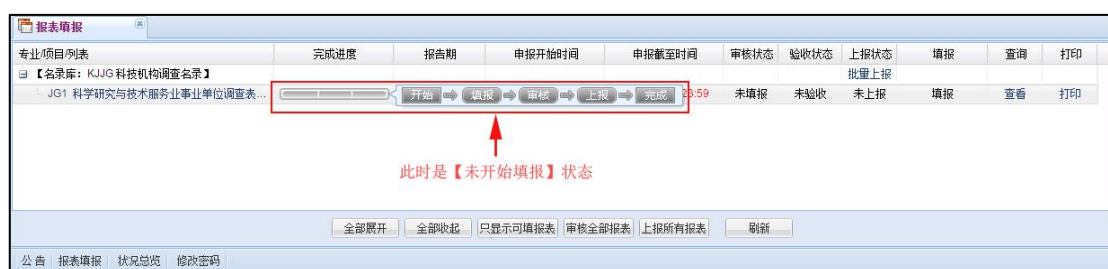 报表填报
专业/项目/列表 完成进度 报告期 申报开始时间 申报截至时间 审核状态 验收状态 上报状态 填报 查询 打印
【名录库：KJJG 科技机构调查名录】 批量上报
JG1 科学研究与技术服务业事业单位调查表... 开始 填报 审核 上报 完成 23:59 未填报 未验收 未上报 填报 查看 打印
此时是【未开始填报】状态
全部展开 全部收起 只显示可填报表 审核全部报表 上报所有报表 刷新
公告 报表填报 状况总览 修改密码